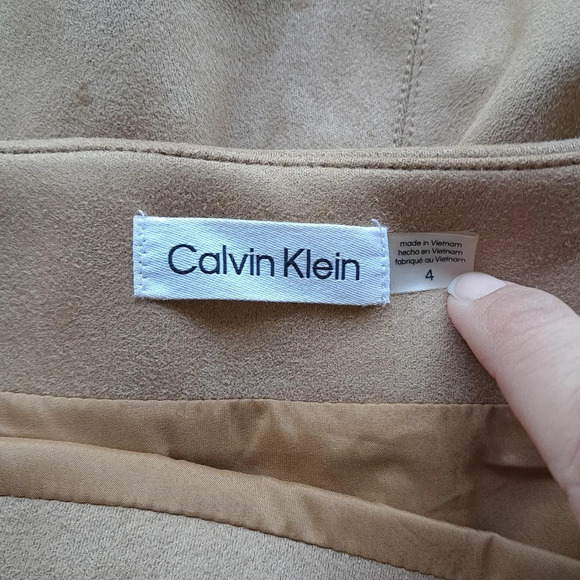 Calvin Klein
made in Vietnam
hecho en Vietnam
fabriqué au Vietnam
4